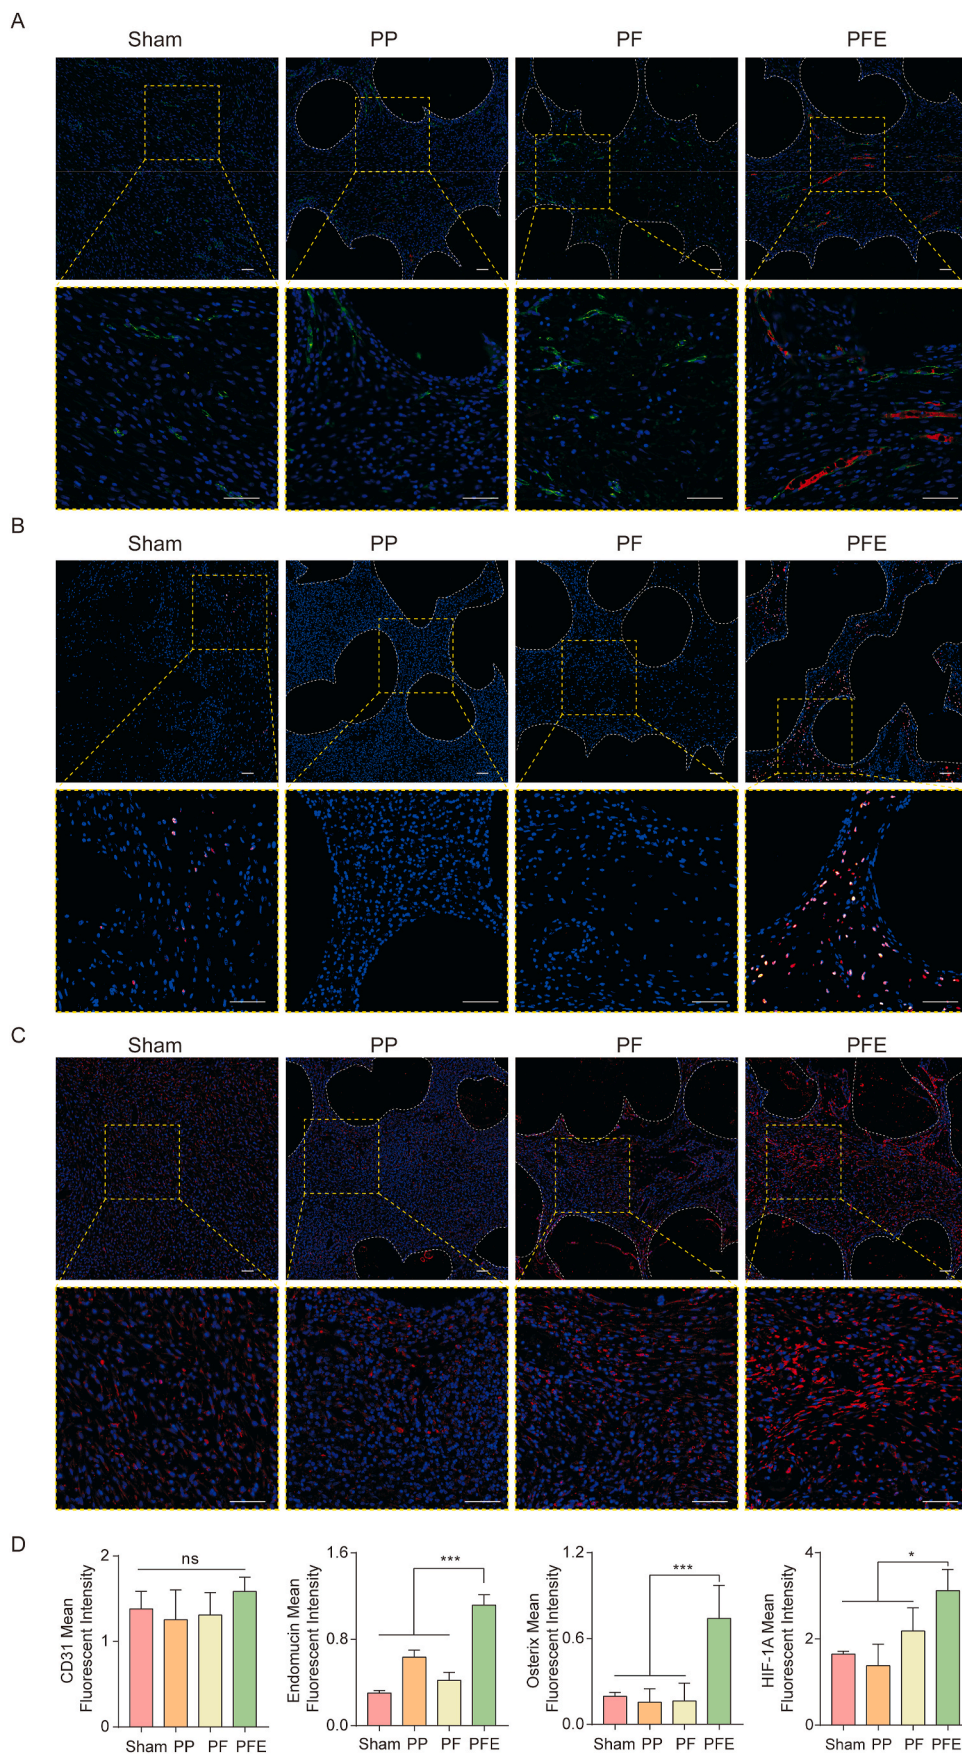 A
Sham PP PF PFE
B
Sham PP PF PFE
C
Sham PP PF PFE
D
CD31 Mean
Fluorescent Intensity
2
1
0
ns
Sham PP PF PFE
Endomucin Mean
Fluorescent Intensity
1.6
0.8
0.0
***
Sham PP PF PFE
Osterix Mean
Fluorescent Intensity
1.2
0.6
0.0
***
Sham PP PF PFE
HIF-1A Mean
Fluorescent Intensity
4
2
0
*
Sham PP PF PFE